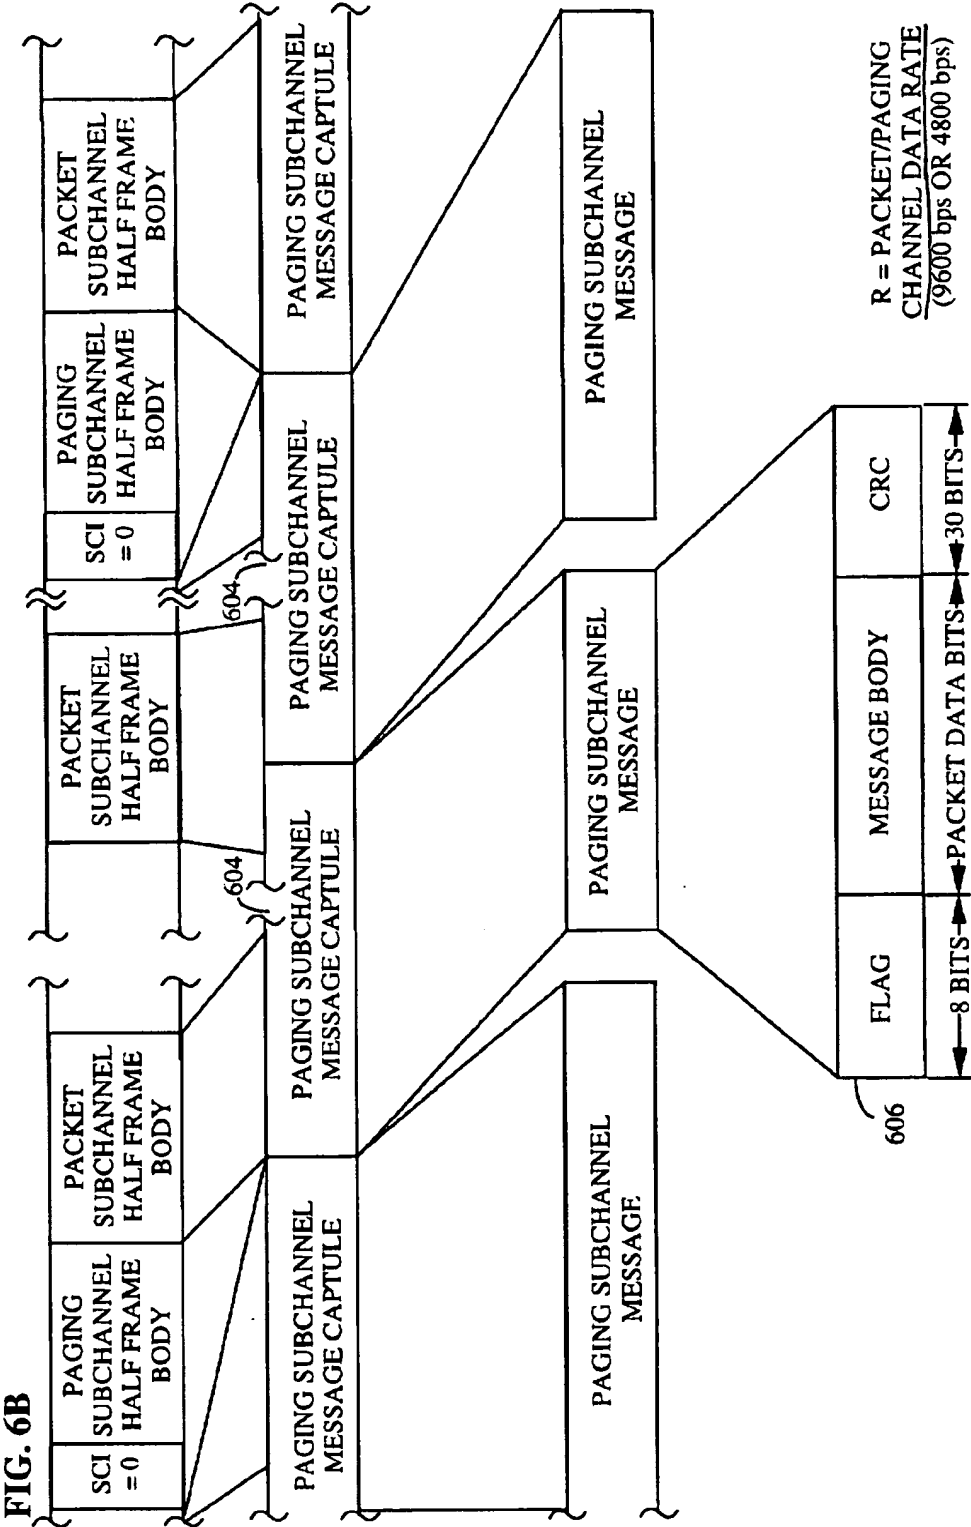 FIG. 6B
SCI
= 0
PAGING
SUBCHANNEL
HALF FRAME
BODY
PACKET
SUBCHANNEL
HALF FRAME
BODY
PACKET
SUBCHANNEL
HALF FRAME
BODY
SCI
= 0
PAGING
SUBCHANNEL
HALF FRAME
BODY
PACKET
SUBCHANNEL
HALF FRAME
BODY
604
604
PAGING SUBCHANNEL
MESSAGE CAPTULE
PAGING SUBCHANNEL
MESSAGE CAPTULE
PAGING SUBCHANNEL
MESSAGE CAPTULE
PAGING SUBCHANNEL
MESSAGE CAPTULE
PAGING SUBCHANNEL
MESSAGE
PAGING SUBCHANNEL
MESSAGE
PAGING SUBCHANNEL
MESSAGE
606
FLAG
MESSAGE BODY
CRC
8 BITS
PACKET DATA BITS
30 BITS
R = PACKET/PAGING
CHANNEL DATA RATE
(9600 bps OR 4800 bps)